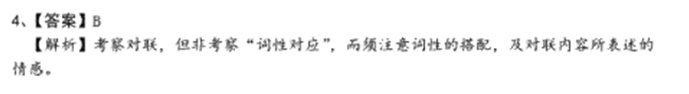 4、【答案】B
【解析】考察对联，但非考察“词性对应”，而须注意词性的搭配，及对联内容所表述的
情感。